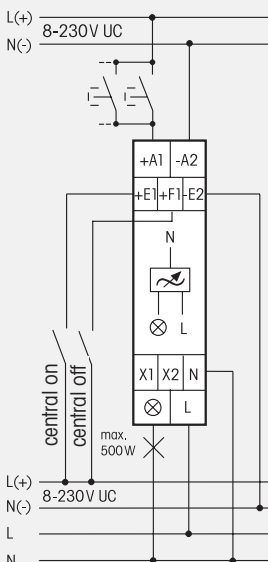 L(+)
8-230V UC
N(-)
+A1 -A2
+E1 +F1 -E2
N
L
X1 X2 N
L
central on
central off
max.
500W
L(+)
8-230V UC
N(-)
L
N